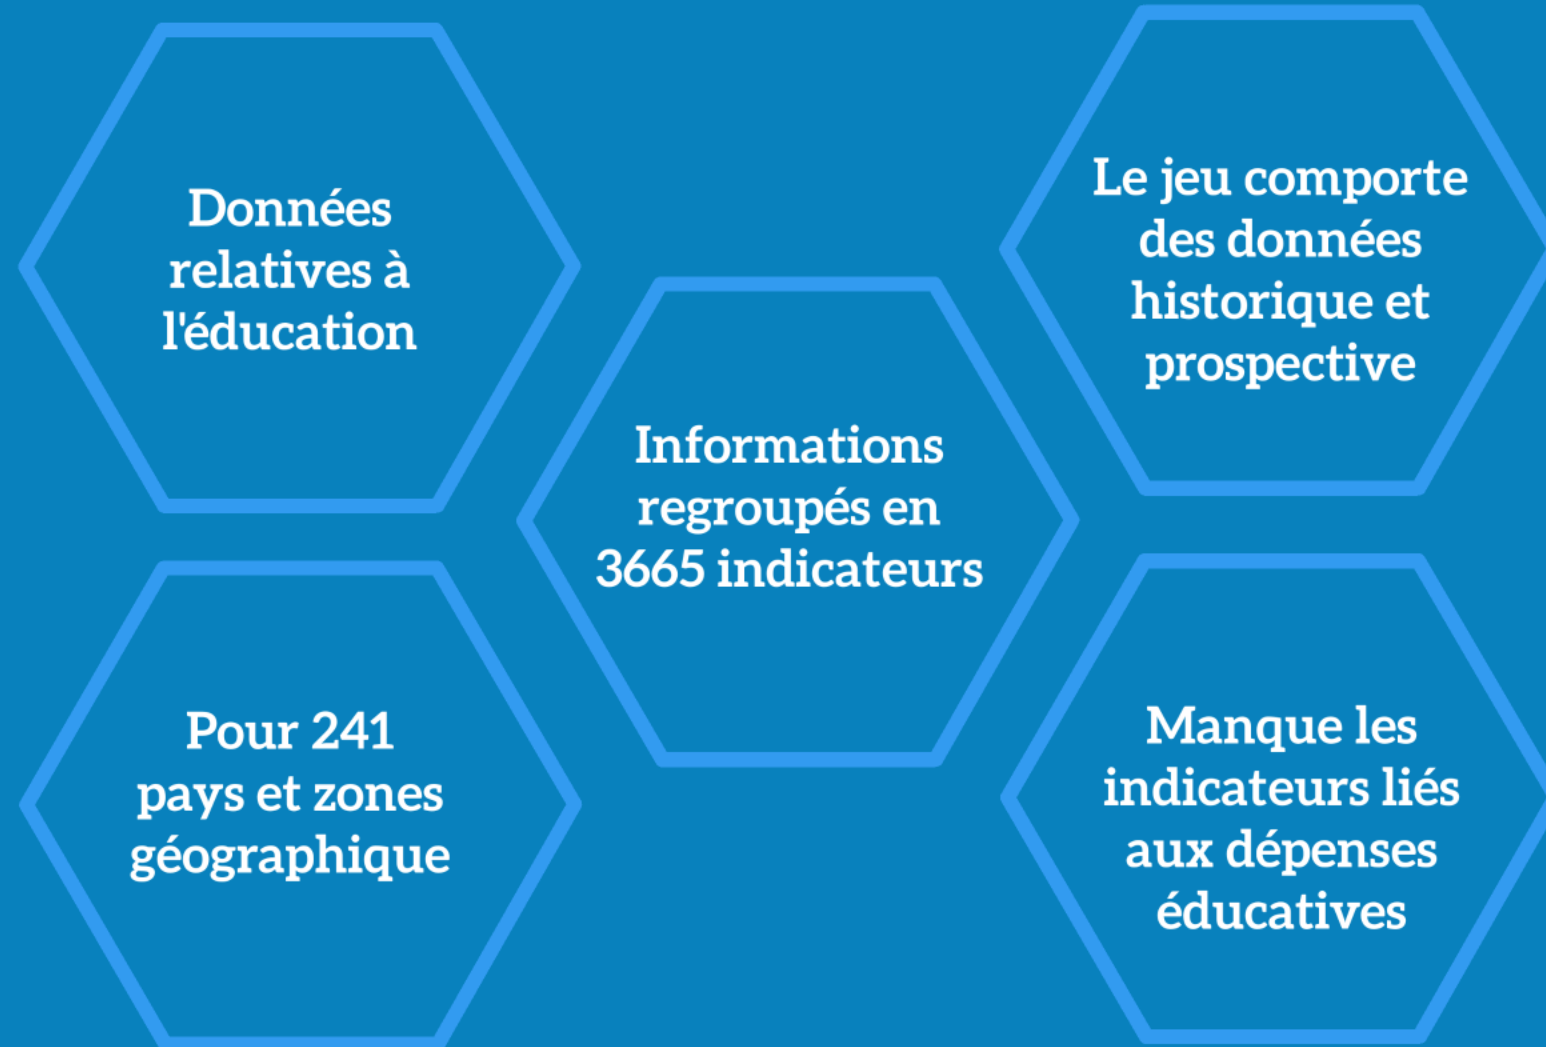 Données
relatives à
l'éducation
Le jeu comporte
des données
historique et
prospective
Informations
regroupés en
3665 indicateurs
Pour 241
pays et zones
géographique
Manque les
indicateurs liés
aux dépenses
éducatives